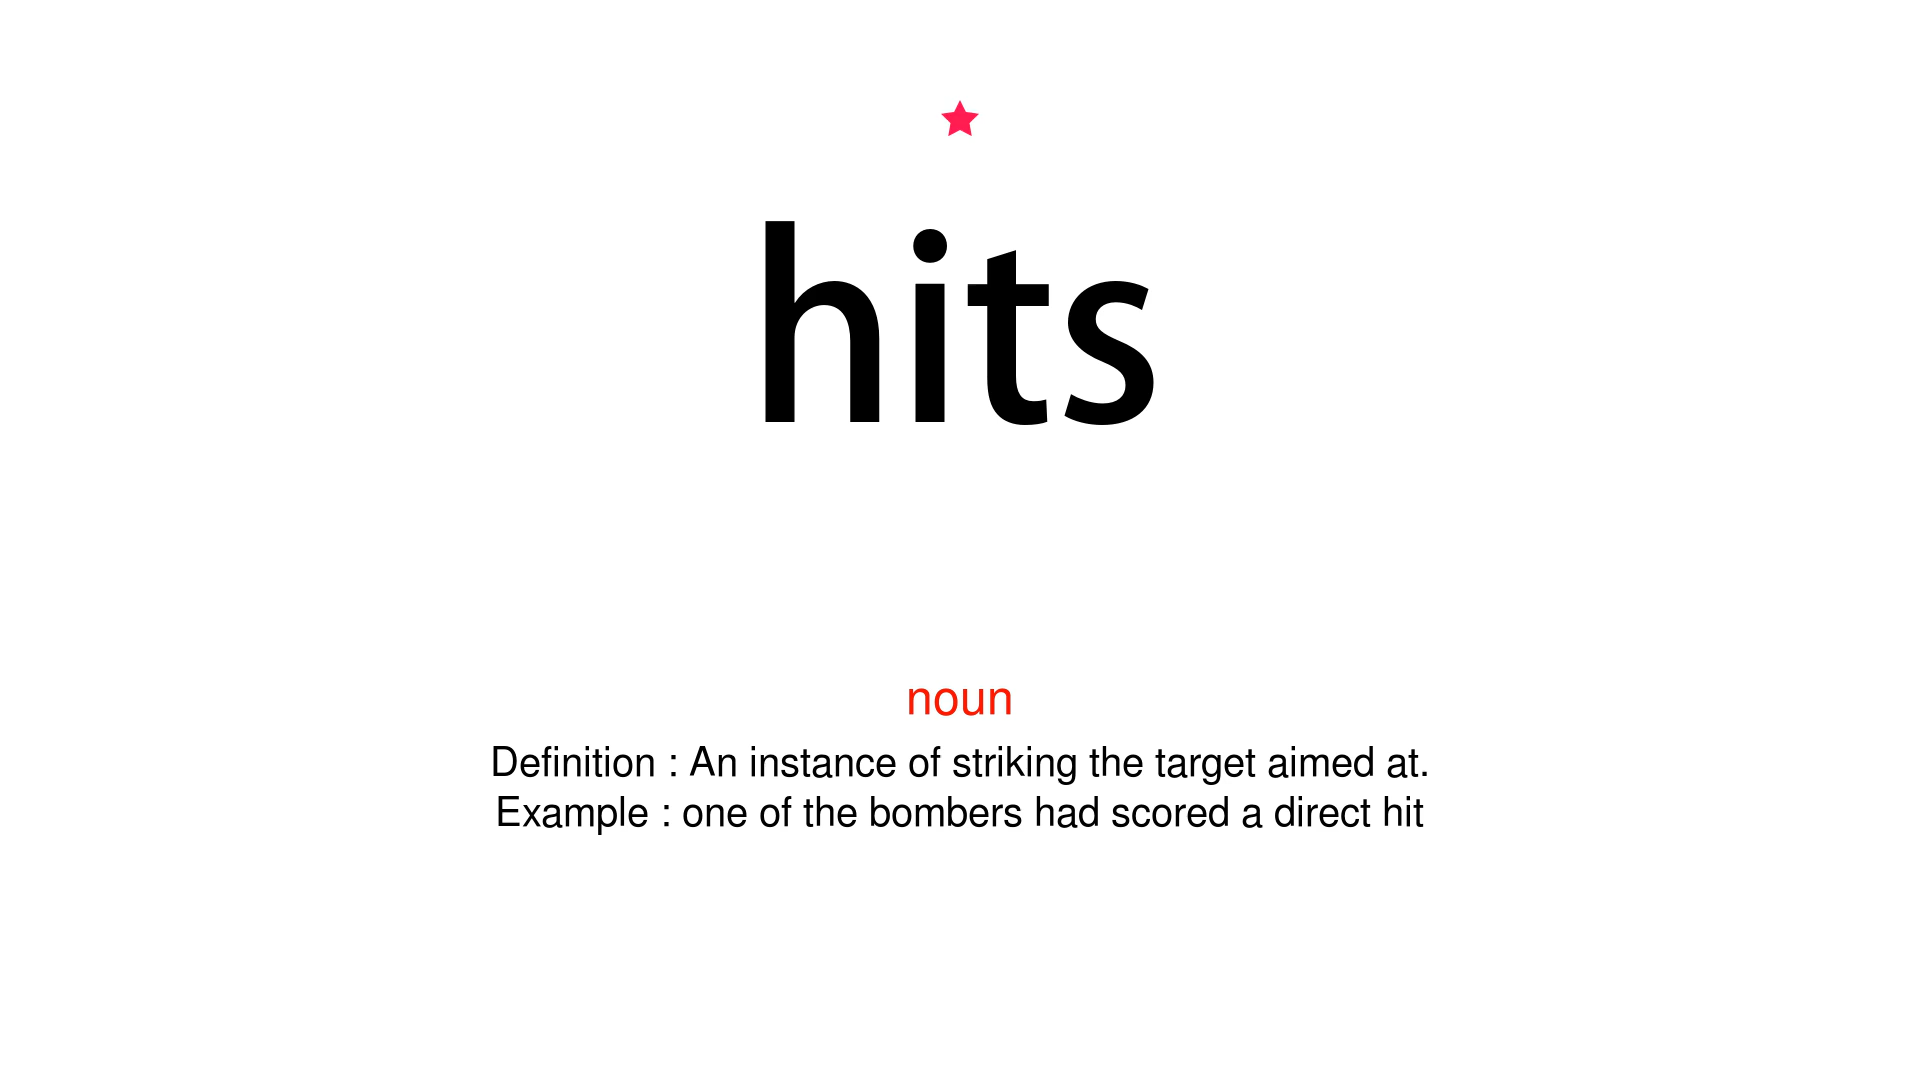 hits
noun
Definition : An instance of striking the target aimed at.
Example : one of the bombers had scored a direct hit